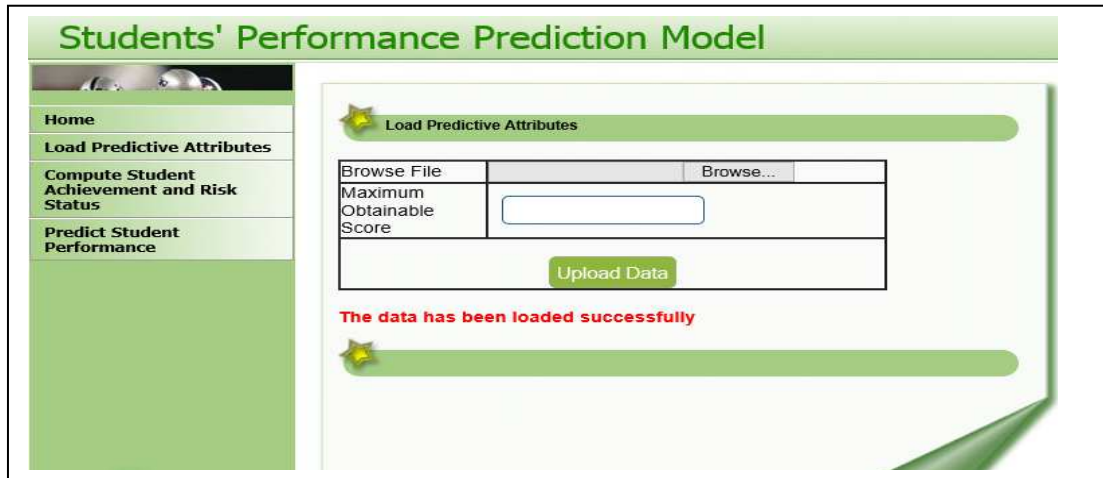 Students' Performance Prediction Model
Home
Load Predictive Attributes
Compute Student
Achievement and Risk
Status
Predict Student
Performance
Load Predictive Attributes
Browse File
Browse...
Maximum
Obtainable
Score
Upload Data
The data has been loaded successfully